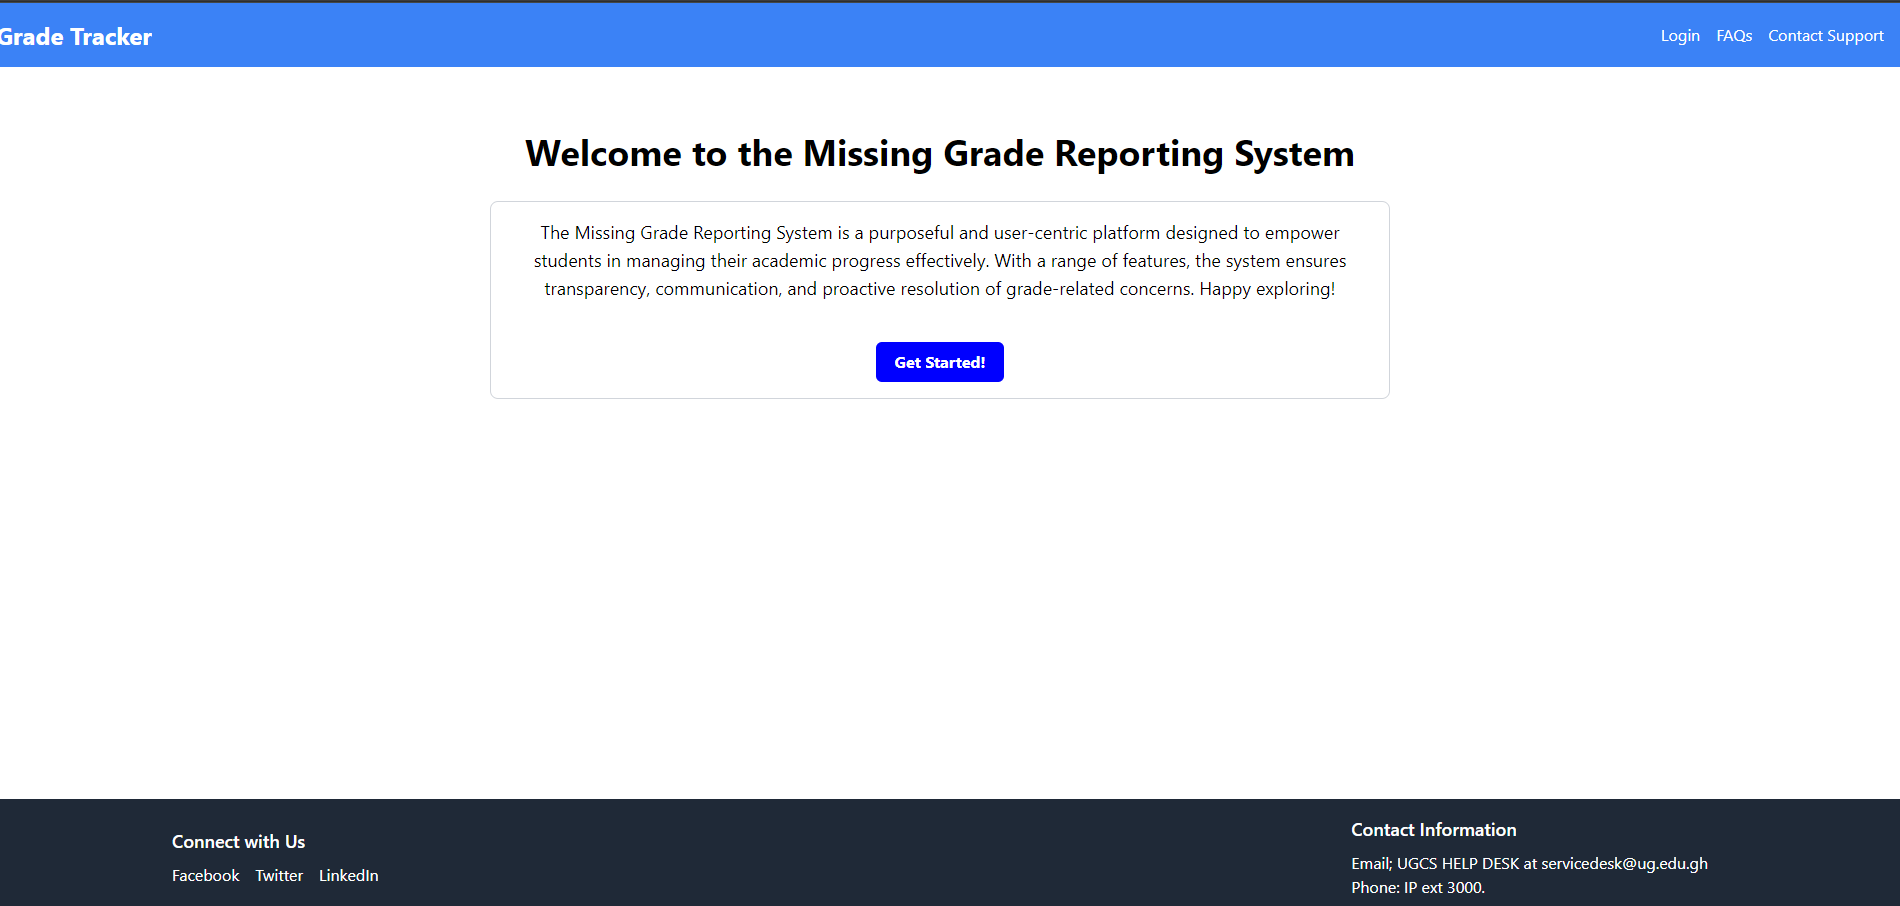 Grade Tracker
Login FAQs Contact Support
Welcome to the Missing Grade Reporting System
The Missing Grade Reporting System is a purposeful and user-centric platform designed to empower
students in managing their academic progress effectively. With a range of features, the system ensures
transparency, communication, and proactive resolution of grade-related concerns. Happy exploring!
Get Started!
Connect with Us
Facebook Twitter LinkedIn
Contact Information
Email; UGCS HELP DESK at servicedesk@ug.edu.gh
Phone: IP ext 3000.